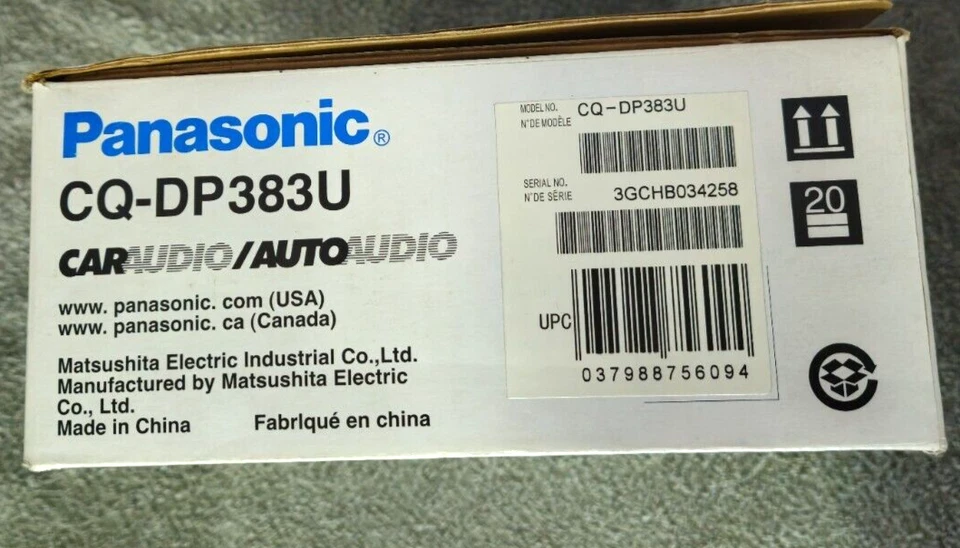 Panasonic®
CQ-DP383U
CARAUDIO/AUTOAUDIO
www. panasonic. com (USA)
www. panasonic. ca (Canada)
Matsushita Electric Industrial Co.,Ltd.
Manufactured by Matsushita Electric
Co., Ltd.
Made in China Fabrlqué en china
MODEL NO. CQ-DP383U
N° DE MODÈLE
SERIAL NO.
N° DE SÉRIE 3GCHB034258
UPC
037988756094
20